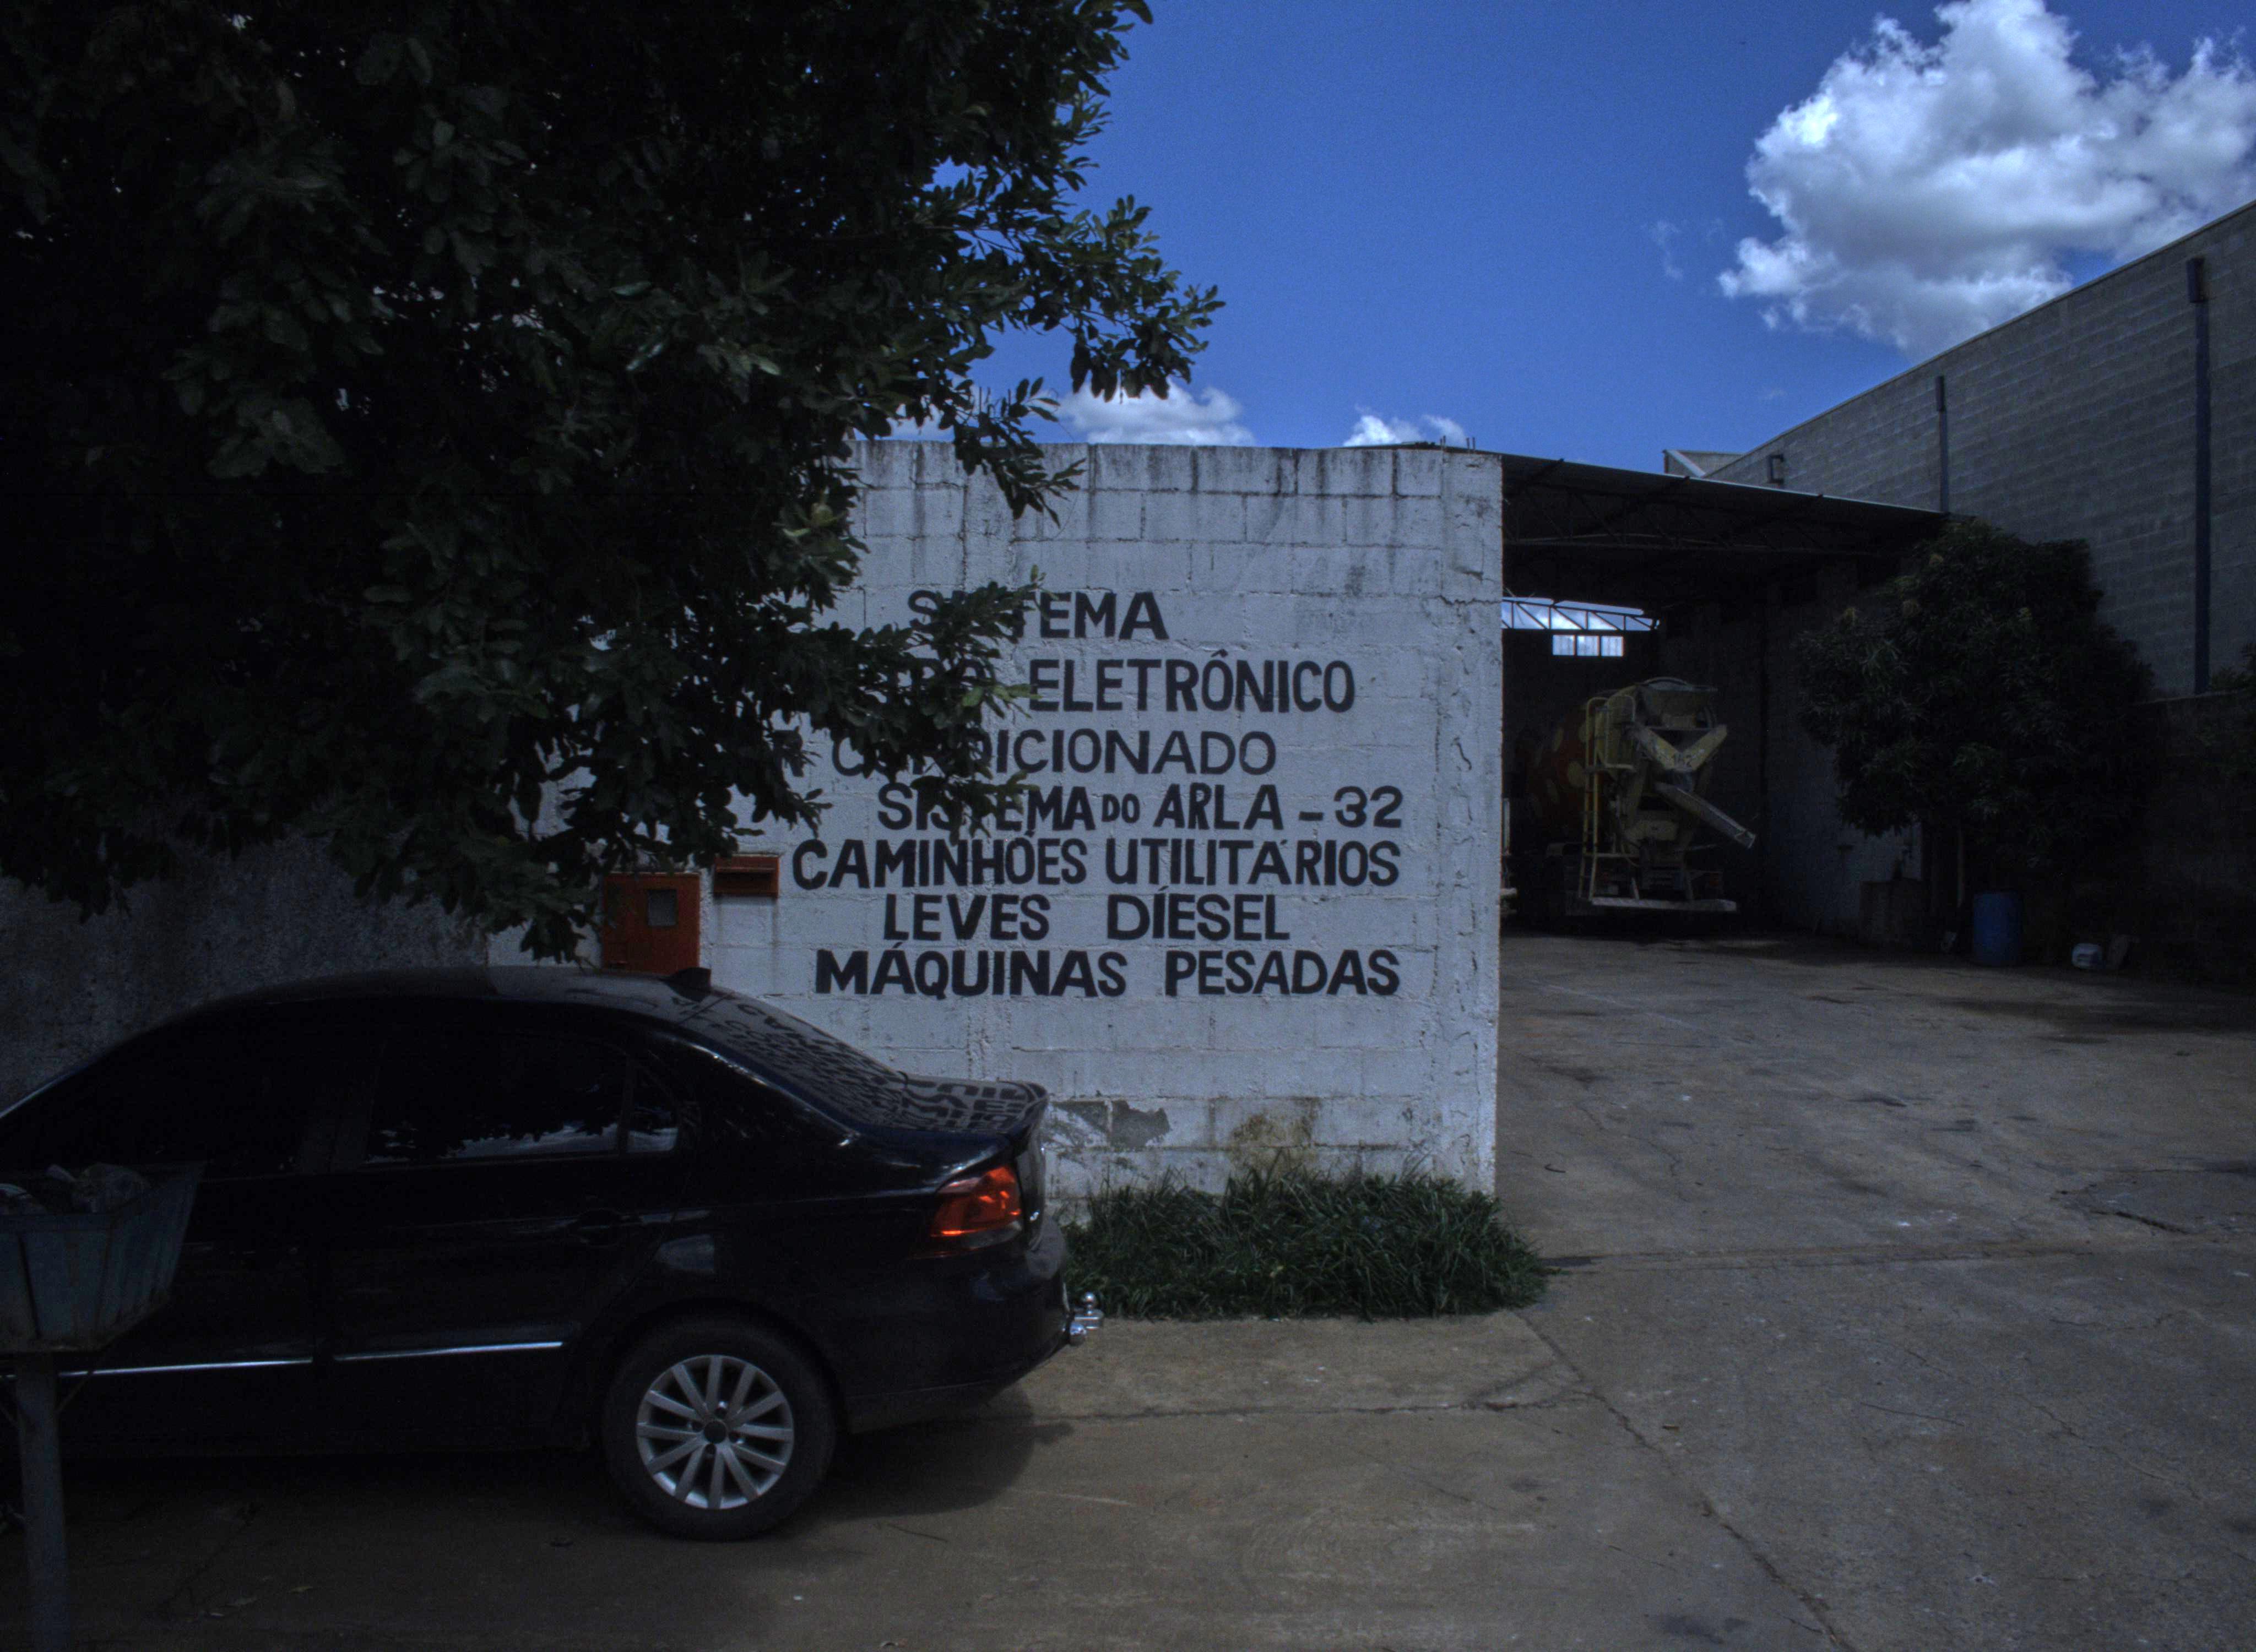 SISTEMA
ELETRÔNICO
CONDICIONADO
SISTEMA DO ARLA - 32
CAMINHÕES UTILITÁRIOS
LEVES DÍESEL
MÁQUINAS PESADAS